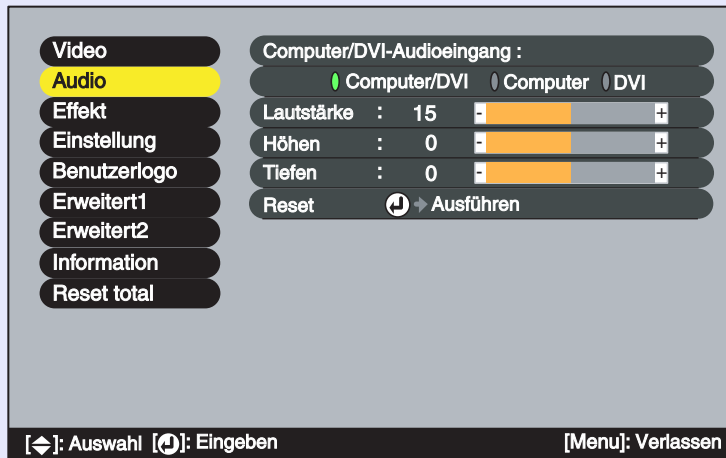 Video
Audio
Effekt
Einstellung
Benutzerlogo
Erweitert1
Erweitert2
Information
Reset total
Computer/DVI-Audioeingang :
Computer/DVI Computer DVI
Lautstärke : 15 - +
Höhen : 0 - +
Tiefen : 0 - +
Reset Ausführen
[]: Auswahl []: Eingeben [Menu]: Verlassen